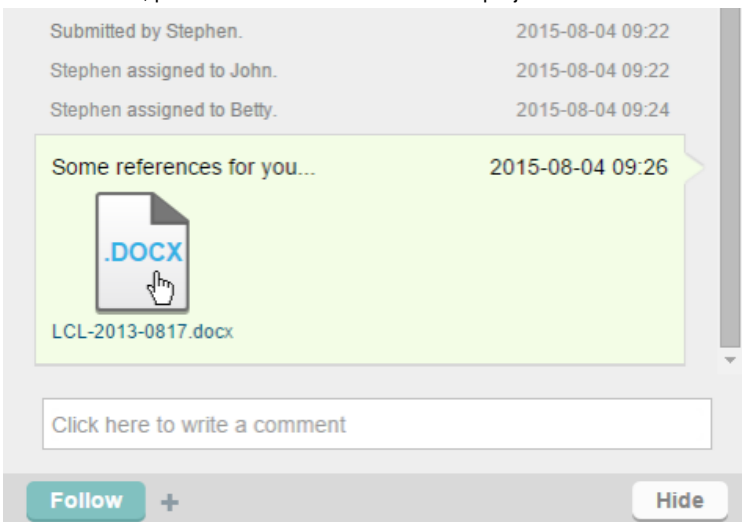 Submitted by Stephen. 2015-08-04 09:22
Stephen assigned to John. 2015-08-04 09:22
Stephen assigned to Betty. 2015-08-04 09:24
Some references for you... 2015-08-04 09:26
.DOCX
LCL-2013-0817.docx
Click here to write a comment
Follow + Hide